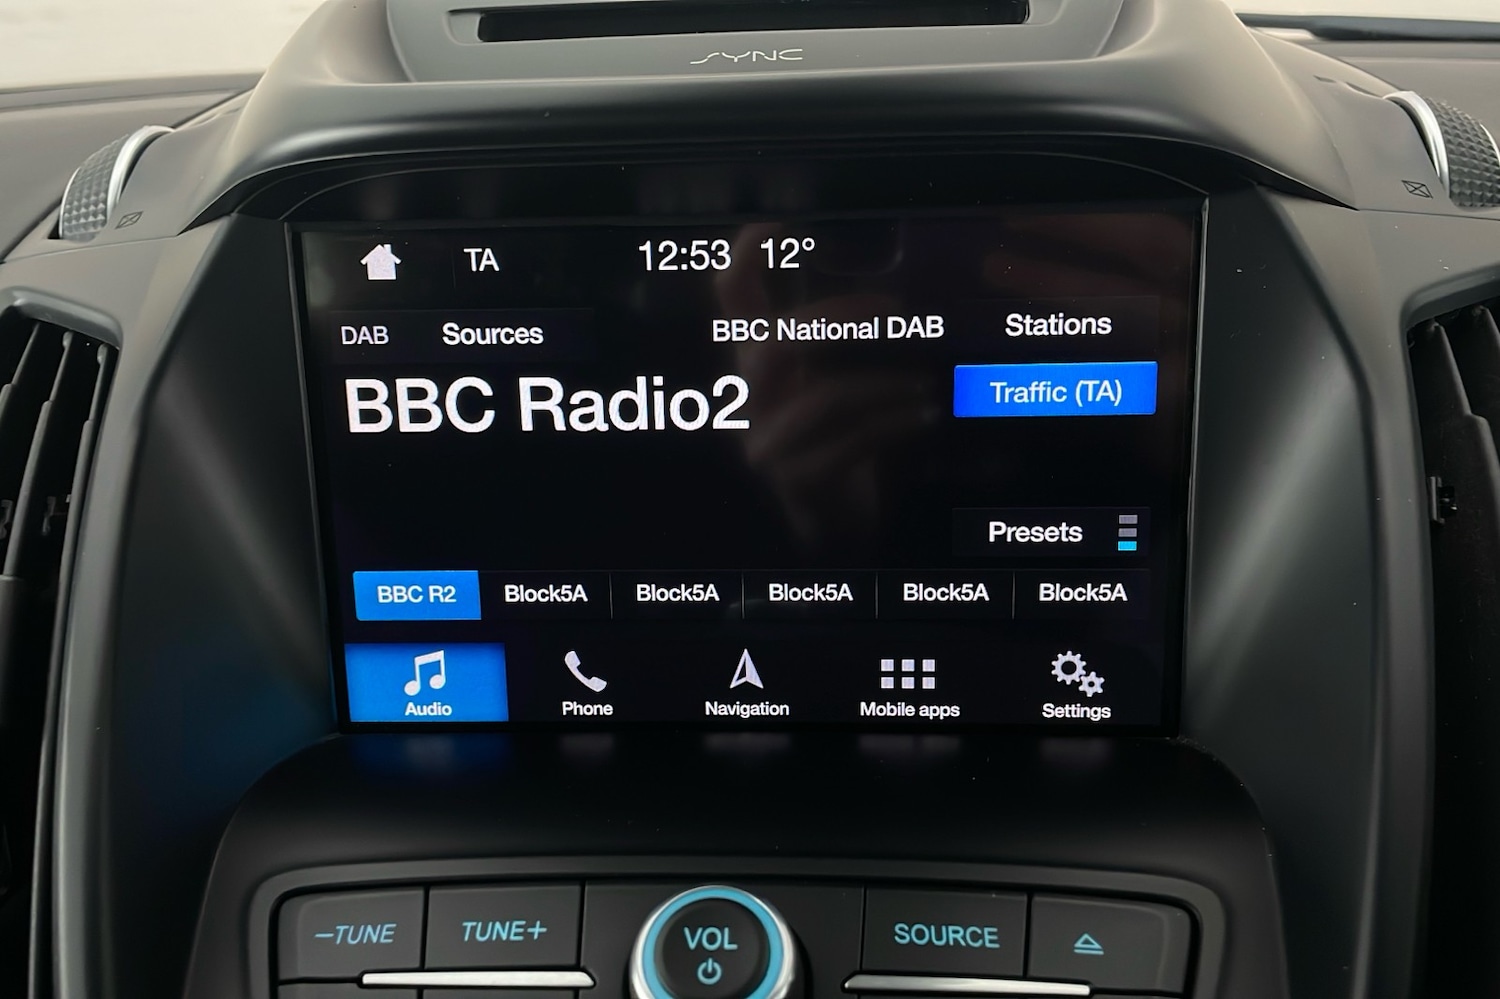 SYNC
TA 12:53 12°
DAB Sources BBC National DAB Stations
BBC Radio2 Traffic (TA)
Presets
BBC R2 Block5A Block5A Block5A Block5A Block5A
Audio Phone Navigation Mobile apps Settings
–TUNE TUNE+ VOL SOURCE